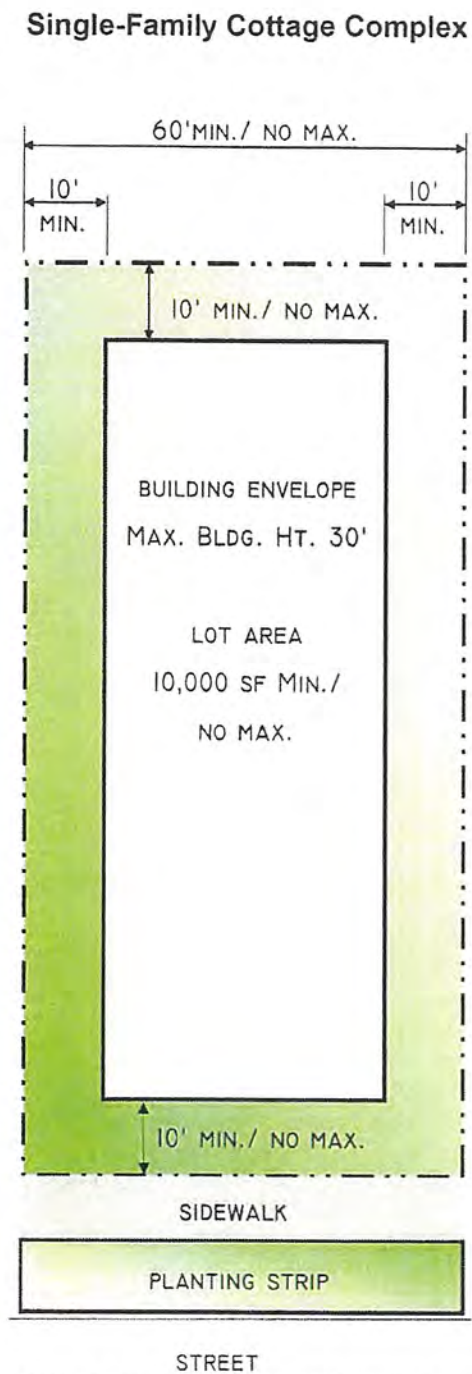 Single-Family Cottage Complex
60'MIN./ NO MAX.
10'
MIN.
10'
MIN.
10' MIN./ NO MAX.
BUILDING ENVELOPE
MAX. BLDG. HT. 30'
LOT AREA
10,000 SF MIN./
NO MAX.
10' MIN./ NO MAX.
SIDEWALK
PLANTING STRIP
STREET